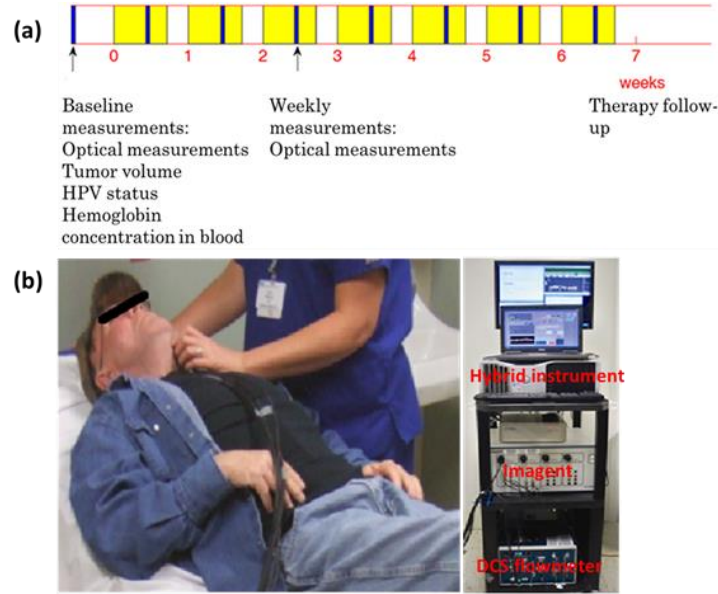 (a)
0 1 2 3 4 5 6 7
weeks
Baseline
measurements:
Optical measurements
Tumor volume
HPV status
Hemoglobin
concentration in blood
Weekly
measurements:
Optical measurements
Therapy follow-
up
(b)
Hybrid instrument
Imagent
DCS flowmeter